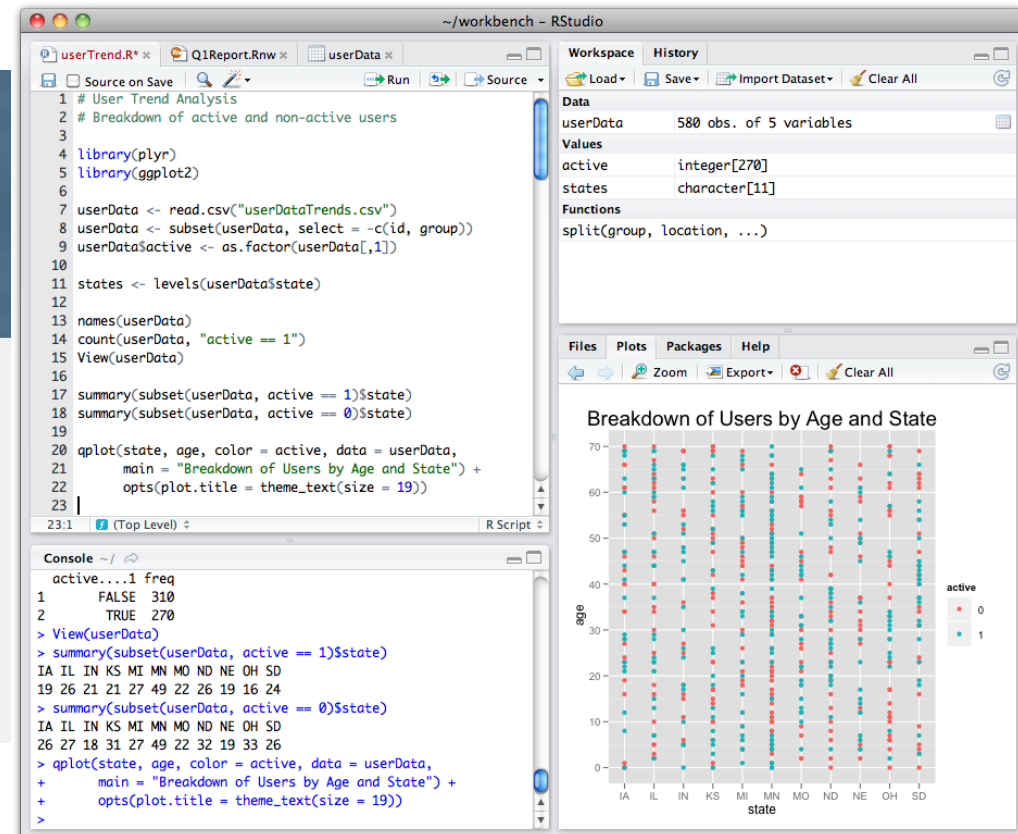 ~/workbench - RStudio
userTrend.R* Q1Report.Rnw userData
Source on Save Run Source
1 # User Trend Analysis
2 # Breakdown of active and non-active users
3
4 library(plyr)
5 library(ggplot2)
6
7 userData <- read.csv("userDataTrends.csv")
8 userData <- subset(userData, select = -c(id, group))
9 userData$active <- as.factor(userData[,1])
10
11 states <- levels(userData$state)
12
13 names(userData)
14 count(userData, "active == 1")
15 View(userData)
16
17 summary(subset(userData, active == 1)$state)
18 summary(subset(userData, active == 0)$state)
19
20 qplot(state, age, color = active, data = userData,
21 main = "Breakdown of Users by Age and State") +
22 opts(plot.title = theme_text(size = 19))
23
23:1 (Top Level) R Script
Console ~/
active....1 freq
1 FALSE 310
2 TRUE 270
> View(userData)
> summary(subset(userData, active == 1)$state)
IA IL IN KS MI MN MO ND NE OH SD
19 26 21 21 27 49 22 26 19 16 24
> summary(subset(userData, active == 0)$state)
IA IL IN KS MI MN MO ND NE OH SD
26 27 18 31 27 49 22 32 19 33 26
> qplot(state, age, color = active, data = userData,
+ main = "Breakdown of Users by Age and State") +
+ opts(plot.title = theme_text(size = 19))
>
Workspace History
Load Save Import Dataset Clear All
Data
userData 580 obs. of 5 variables
Values
active integer[270]
states character[11]
Functions
split(group, location, ...)
Files Plots Packages Help
Zoom Export Clear All
Breakdown of Users by Age and State
70
60
50
40
30
20
10
0
age
IA IL IN KS MI MN MO ND NE OH SD
state
active
0
1